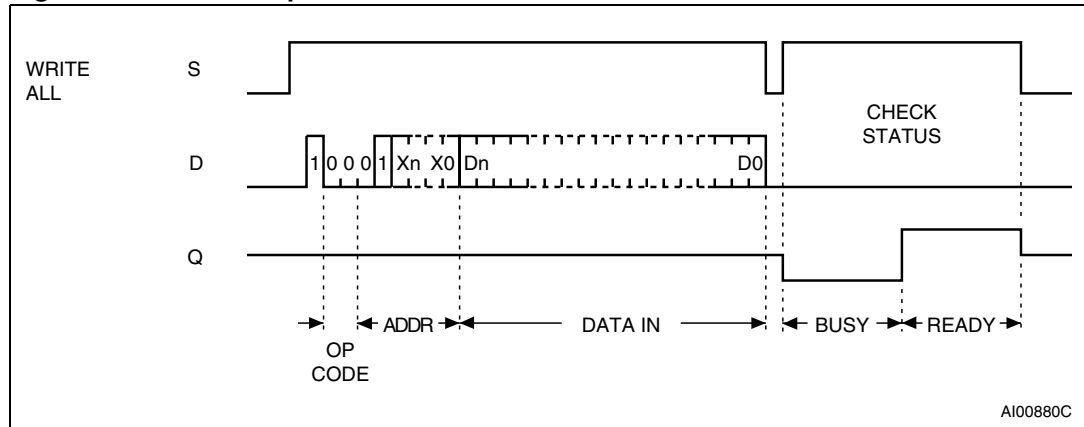 WRITE
ALL
S
CHECK
STATUS
D
1 0 0 0 1 Xn X0 Dn D0
Q
ADDR DATA IN BUSY READY
OP
CODE
AI00880C